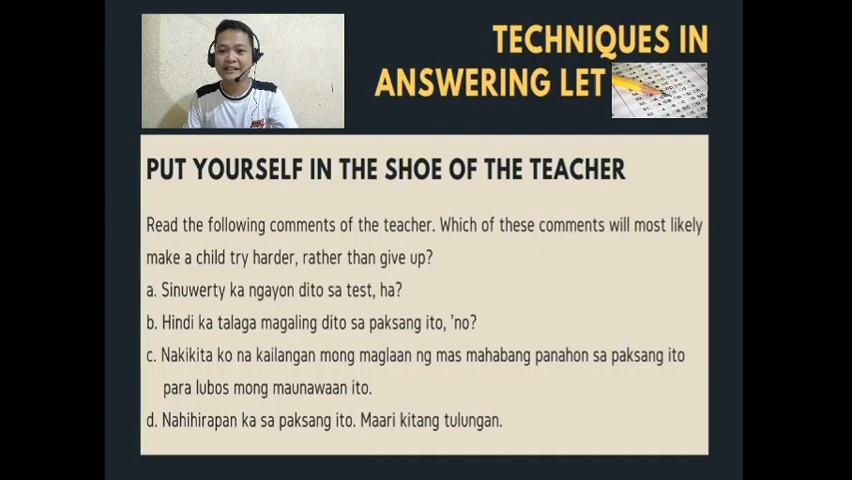 TECHNIQUES IN
ANSWERING LET
PUT YOURSELF IN THE SHOE OF THE TEACHER
Read the following comments of the teacher. Which of these comments will most likely
make a child try harder, rather than give up?
a. Sinuwerty ka ngayon dito sa test, ha?
b. Hindi ka talaga magaling dito sa paksang ito, 'no?
c. Nakikita ko na kailangan mong maglaan ng mas mahabang panahon sa paksang ito
para lubos mong maunawaan ito.
d. Nahihirapan ka sa paksang ito. Maari kitang tulungan.